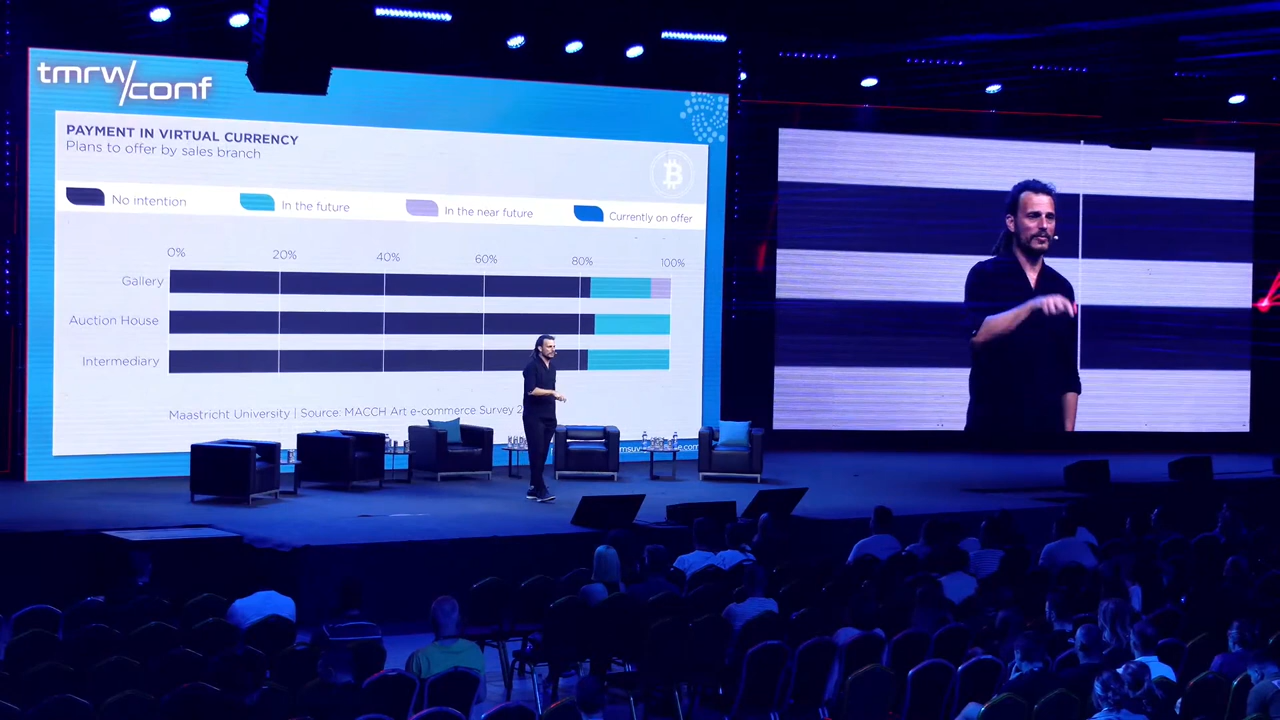 tmrw/conf
PAYMENT IN VIRTUAL CURRENCY
Plans to offer by sales branch
No intention
In the future
In the near future
Currently on offer
0% 20% 40% 60% 80% 100%
Gallery
Auction House
Intermediary
Maastricht University | Source: MACCH Art e-commerce Survey